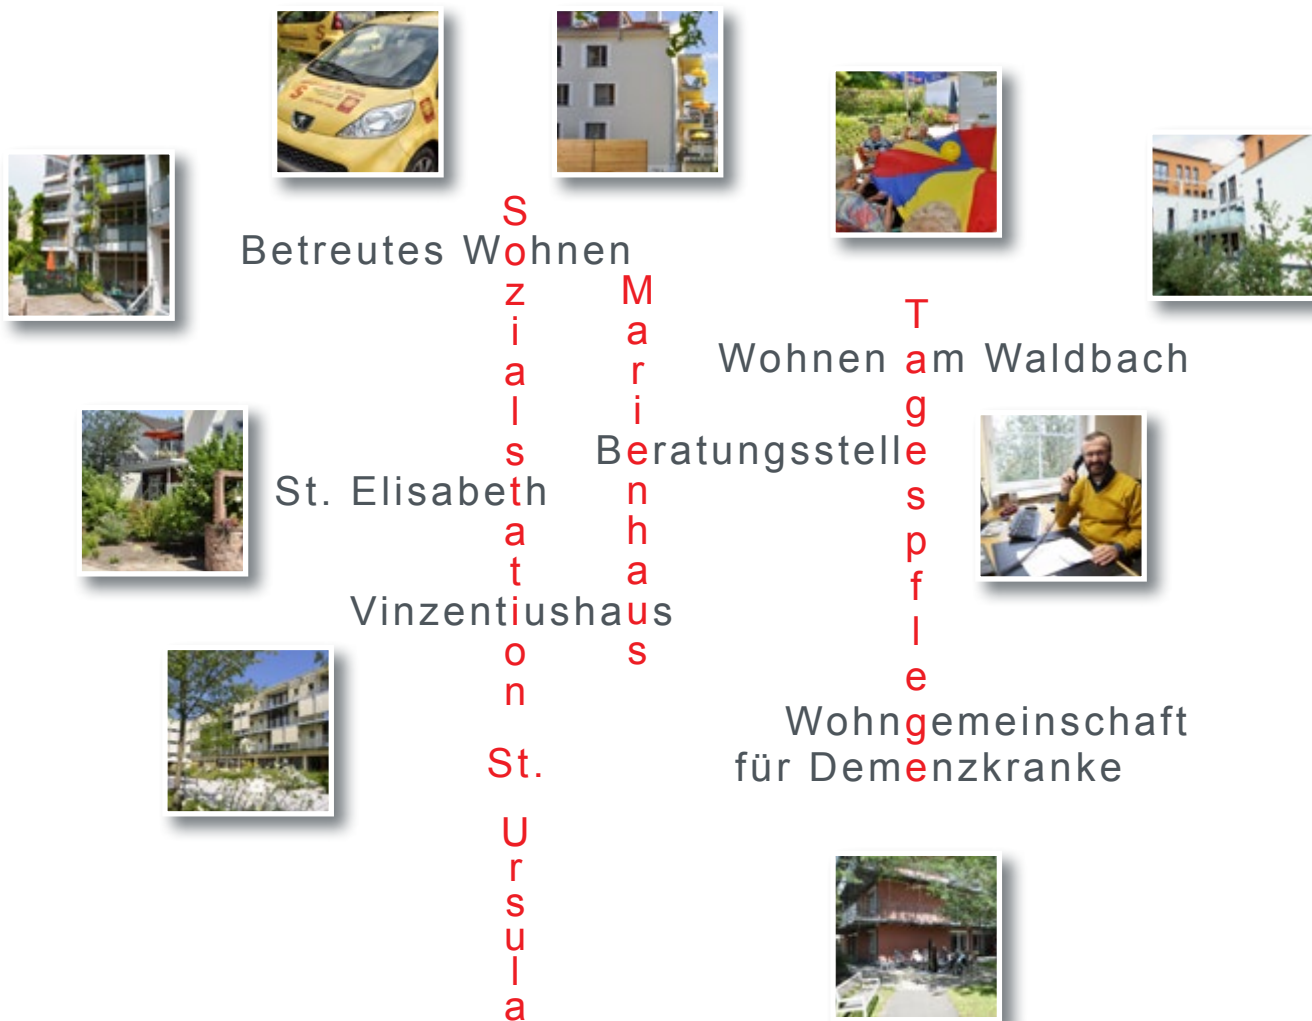 Sozialstation St. Ursula
Betreutes Wohnen
Marienhaus
Tagespflege
Wohnen am Waldbach
Beratungsstelle
St. Elisabeth
Vinzentiushaus
Wohngemeinschaft
für Demenzkranke